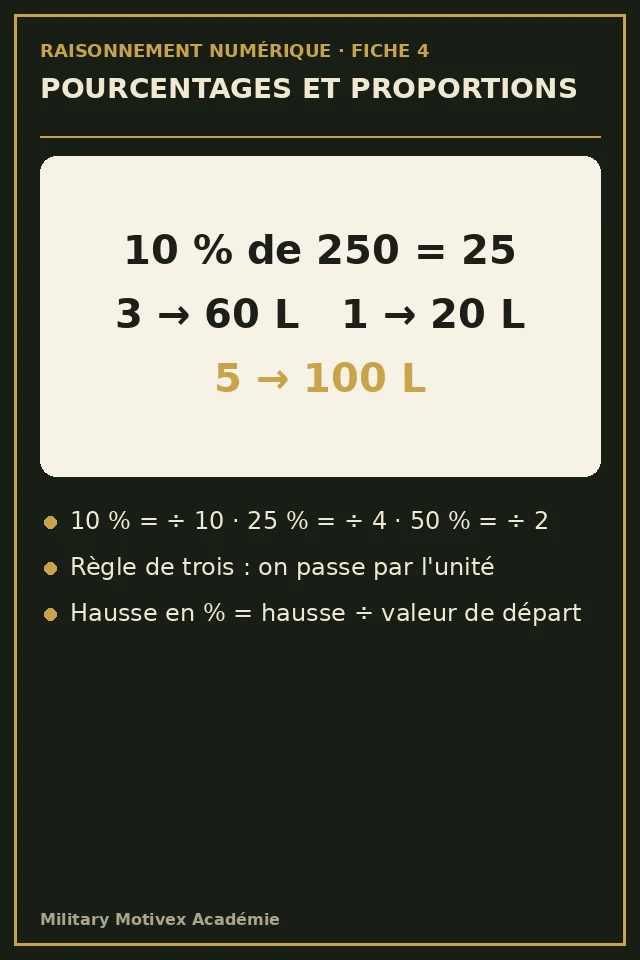 RAISONNEMENT NUMÉRIQUE · FICHE 4
POURCENTAGES ET PROPORTIONS
10 % de 250 = 25
3 → 60 L   1 → 20 L
5 → 100 L
10 % = ÷ 10 · 25 % = ÷ 4 · 50 % = ÷ 2
Règle de trois : on passe par l'unité
Hausse en % = hausse ÷ valeur de départ
Military Motivex Académie